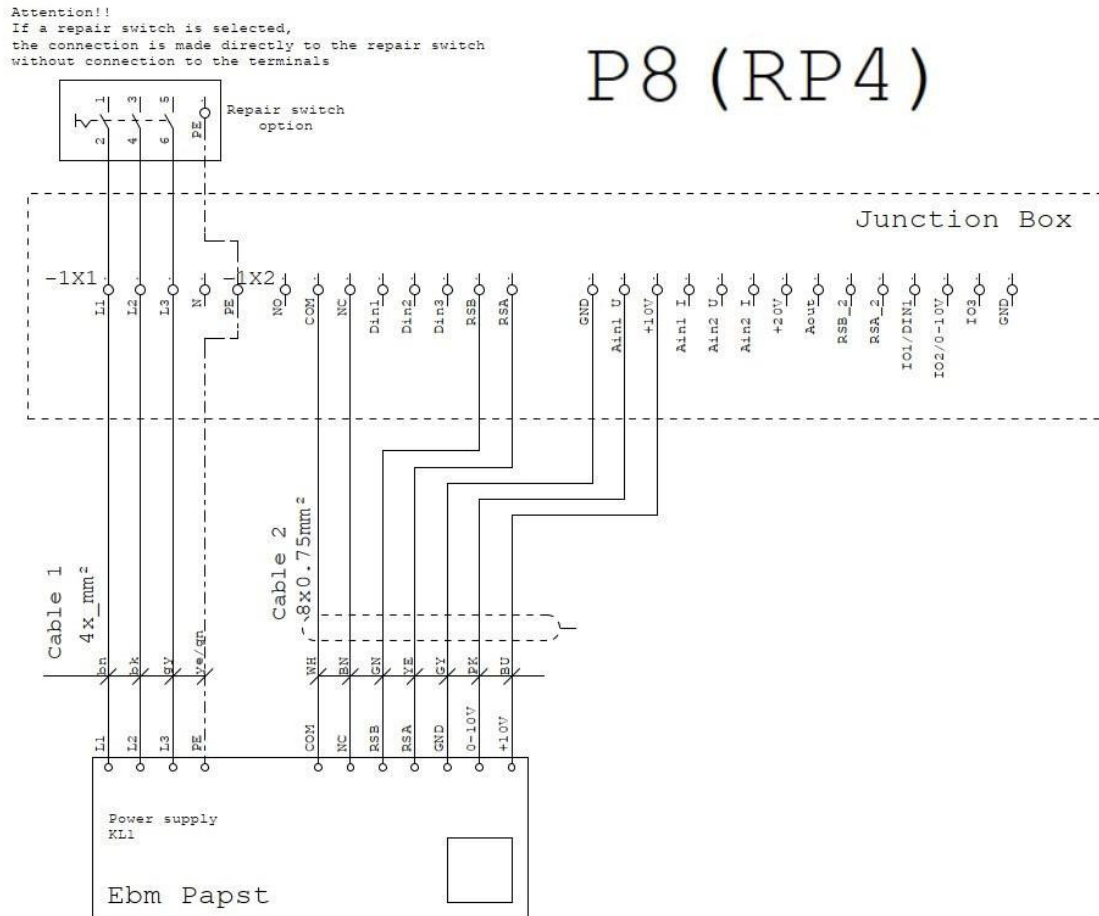 Attention!!
If a repair switch is selected,
the connection is made directly to the repair switch
without connection to the terminals
P8(RP4)
1 3 5
2 4 6 PE
Repair switch
option
Junction Box
-1X1 -1X2
L1 L2 L3 N PE NO COM NC Din1 Din2 Din3 RSB RSA GND Ain1 U +10V Ain1 I Ain2 U Ain2 I +20V Aout RSB_2 RSA_2 IO1/DIN1 IO2/0-10V IO3 GND
Cable 1
4x_mm²
Cable 2
8x0.75mm²
bn bk gy ye/gn WH BN GN YE GY PK BU
L1 L2 L3 PE COM NC RSB RSA GND 0-10V +10V
Power supply
KL1
Ebm Papst